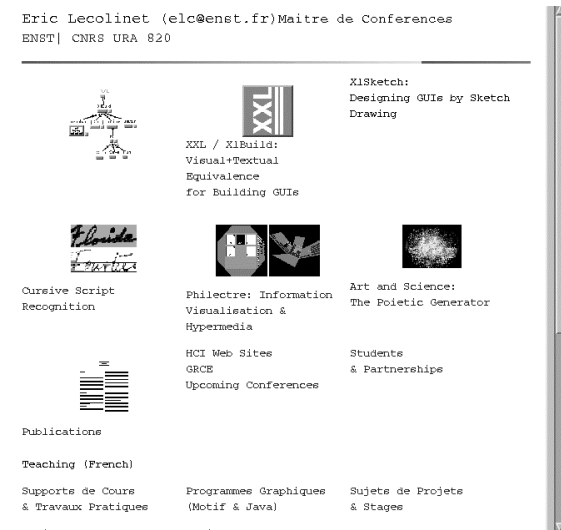 Eric Lecolinet (elc@enst.fr)Maitre de Conferences
ENST| CNRS URA 820
XXL
XXL / XlBuild:
Visual+Textual
Equivalence
for Building GUIs
XlSketch:
Designing GUIs by Sketch
Drawing
Florida
Cursive Script
Recognition
Philectre: Information
Visualisation &
Hypermedia
Art and Science:
The Poietic Generator
Publications
HCI Web Sites
GRCE
Upcoming Conferences
Students
& Partnerships
Teaching (French)
Supports de Cours
& Travaux Pratiques
Programmes Graphiques
(Motif & Java)
Sujets de Projets
& Stages